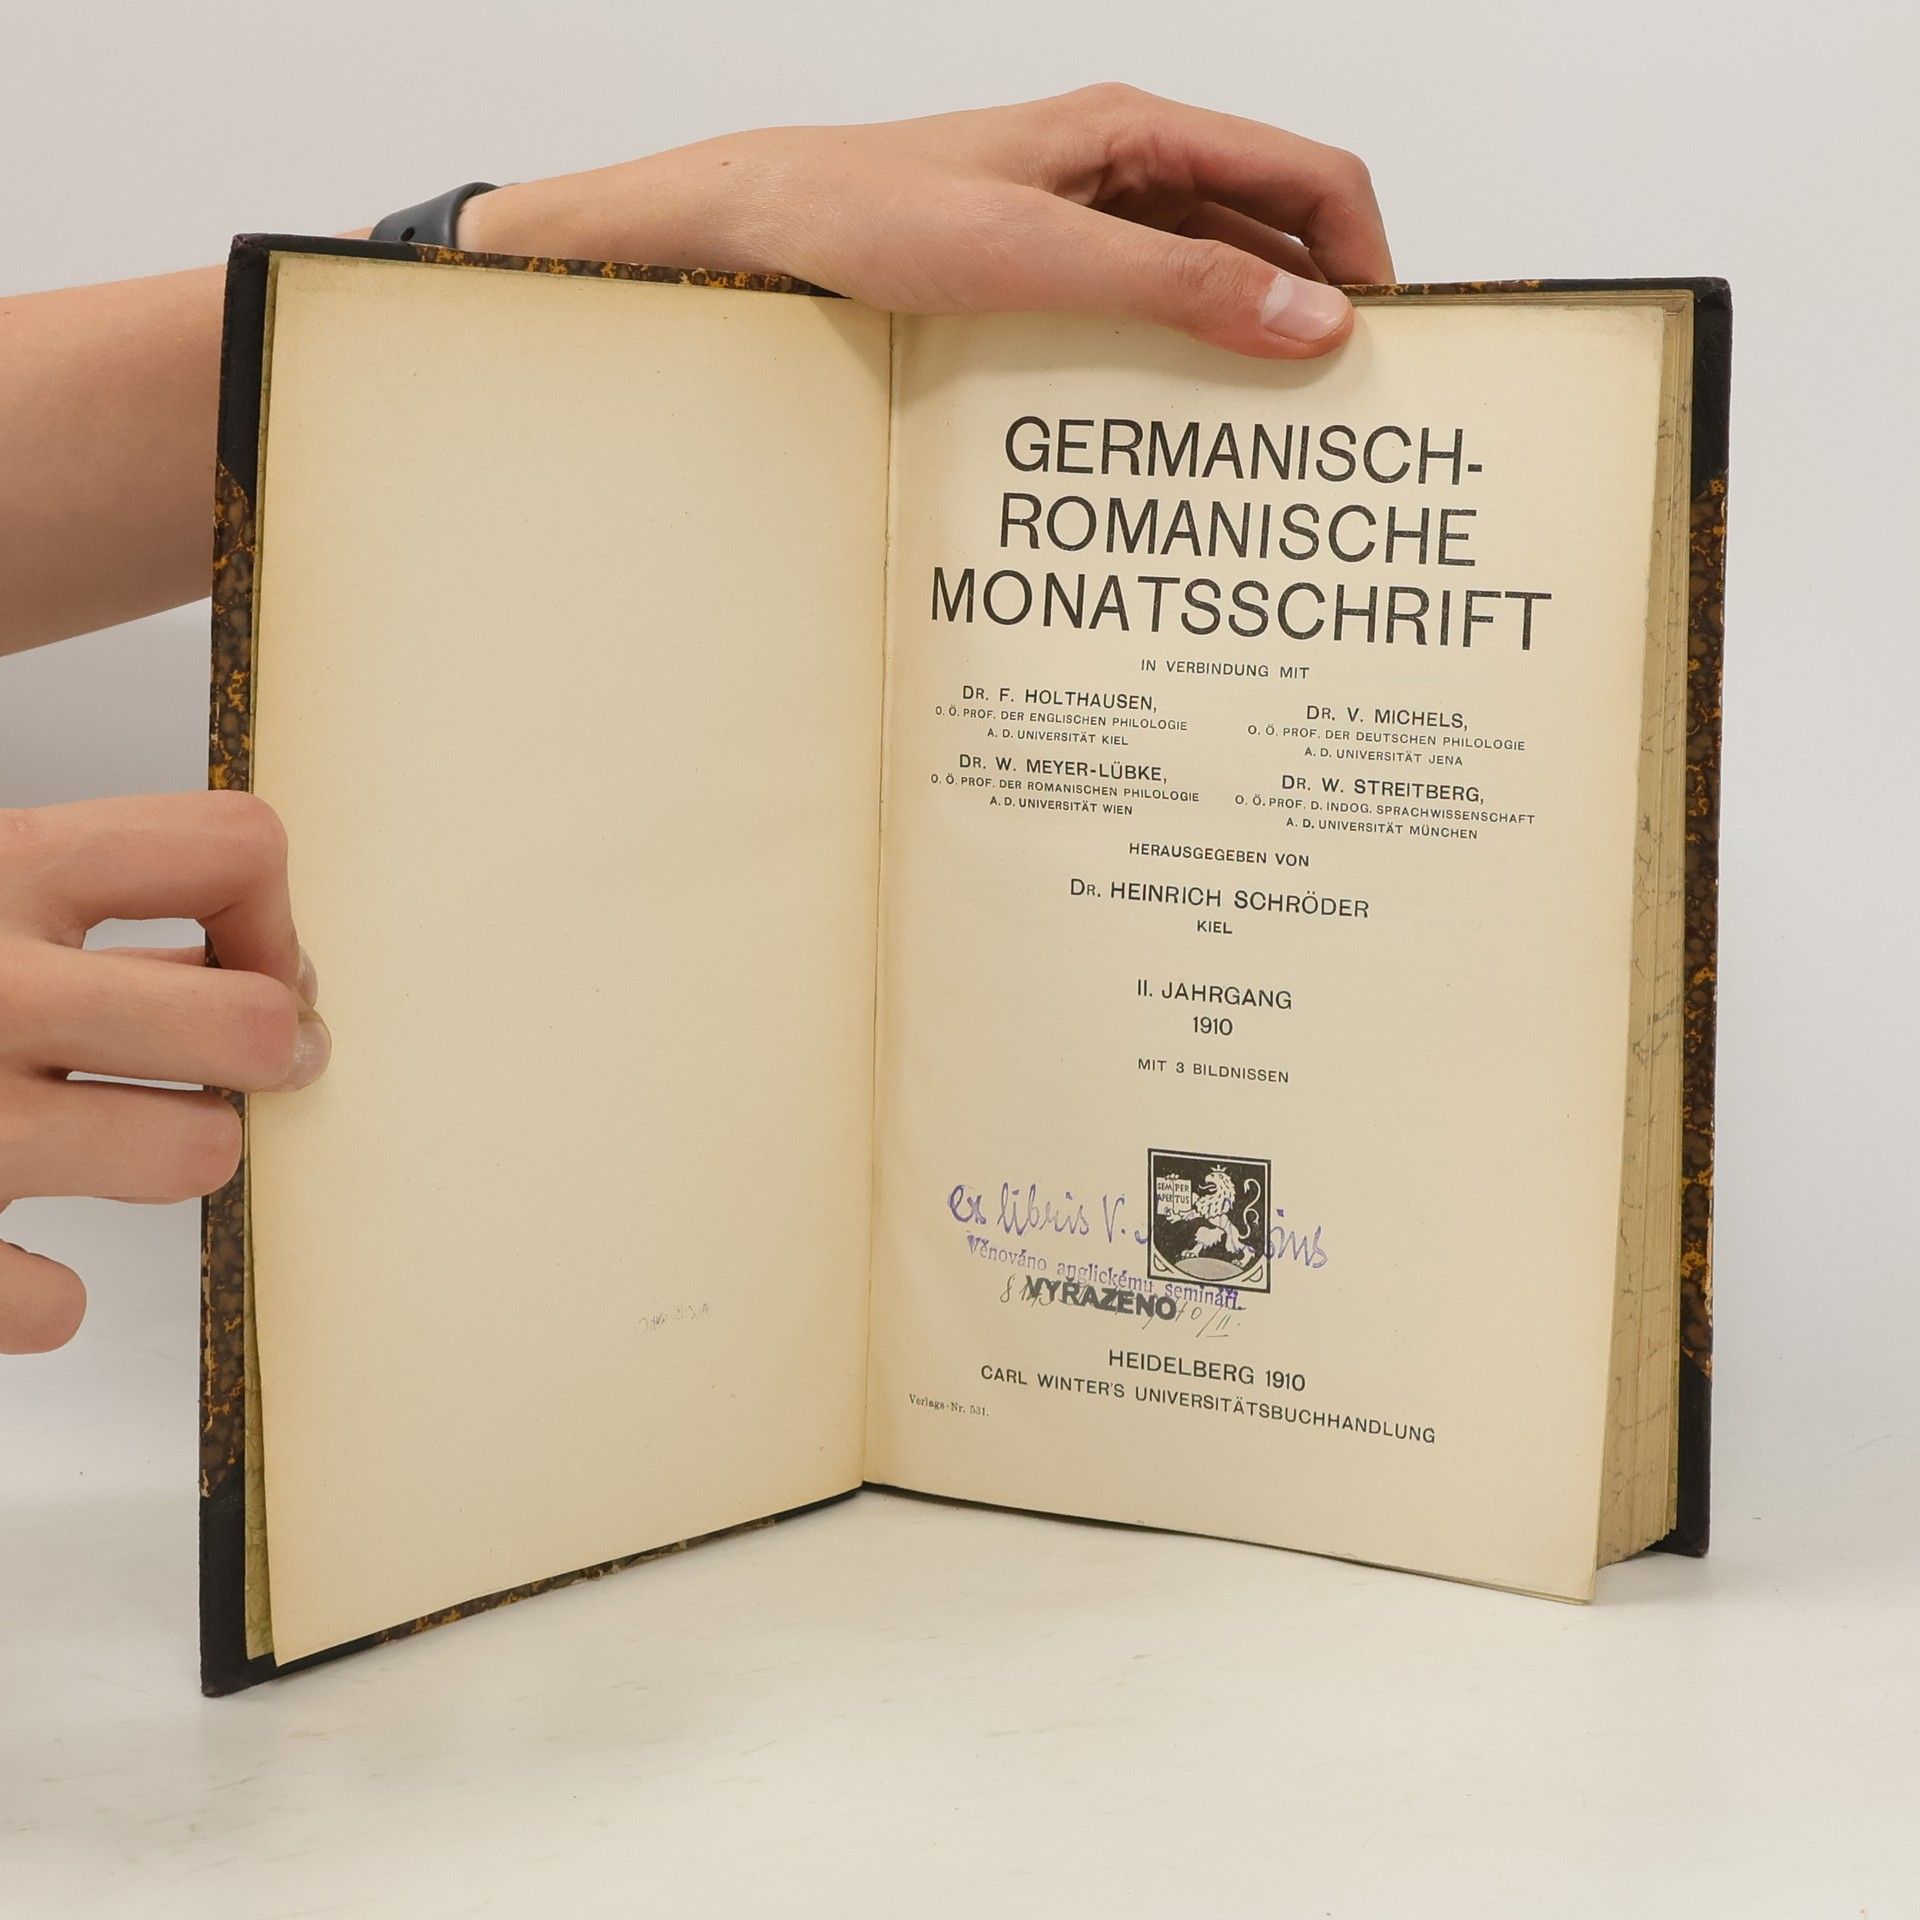 GERMANISCH-
ROMANISCHE
MONATSSCHRIFT
IN VERBINDUNG MIT
DR. F. HOLTHAUSEN,
O. Ö. PROF. DER ENGLISCHEN PHILOLOGIE
A. D. UNIVERSITÄT KIEL
DR. V. MICHELS,
O. Ö. PROF. DER DEUTSCHEN PHILOLOGIE
A. D. UNIVERSITÄT JENA
DR. W. MEYER-LÜBKE,
O. Ö. PROF. DER ROMANISCHEN PHILOLOGIE
A. D. UNIVERSITÄT WIEN
DR. W. STREITBERG,
O. Ö. PROF. D. INDOG. SPRACHWISSENSCHAFT
A. D. UNIVERSITÄT MÜNCHEN
HERAUSGEGEBEN VON
DR. HEINRICH SCHRÖDER
KIEL
II. JAHRGANG
1910
MIT 3 BILDNISSEN
SEMPER
APERTUS
ex libris V.
Věnováno anglickému semináři.
VYŘAZENO
HEIDELBERG 1910
CARL WINTER'S UNIVERSITÄTSBUCHHANDLUNG
Verlags-Nr. 531.